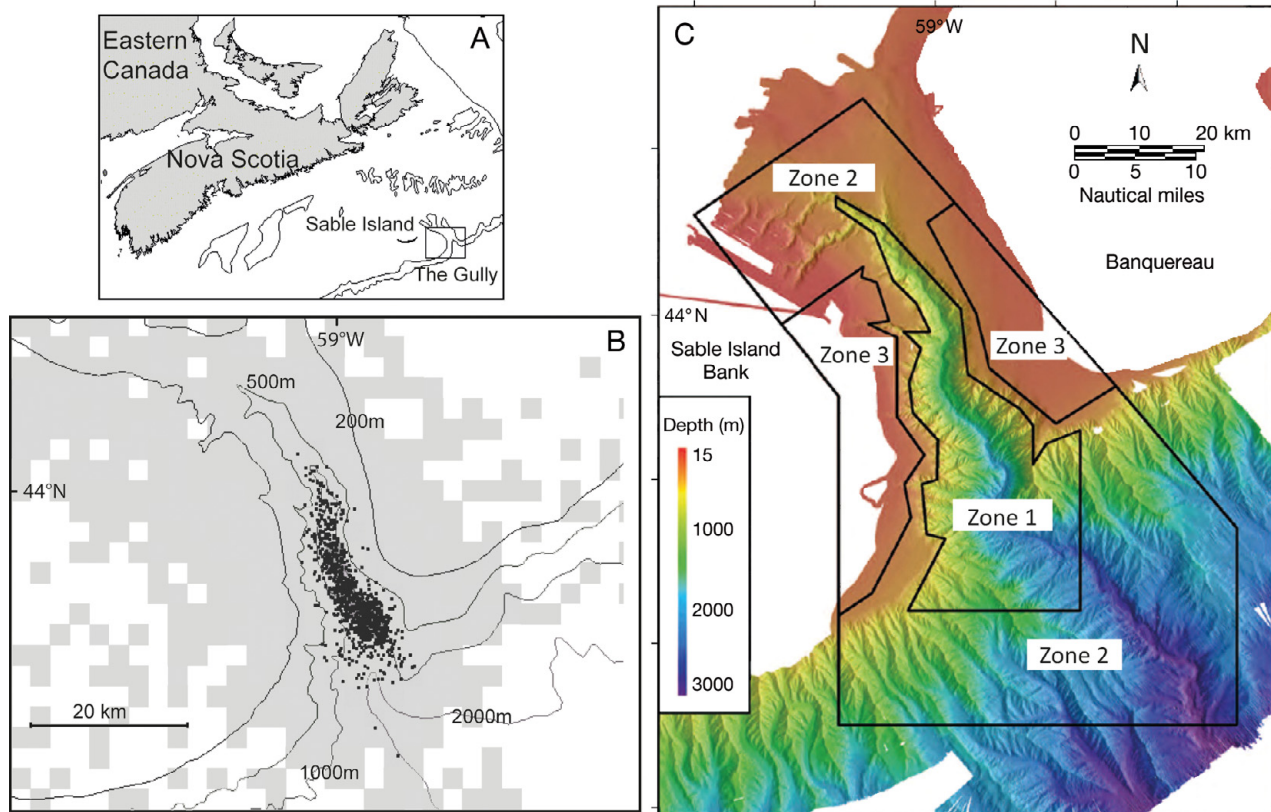 A
Eastern
Canada
Nova Scotia
Sable Island
The Gully
B
59°W
500m
200m
44°N
20 km
2000m
1000m
C
59°W
N
0 10 20 km
0 5 10
Nautical miles
Zone 2
Banquereau
44°N
Sable Island
Bank
Zone 3
Zone 3
Depth (m)
15
1000
2000
3000
Zone 1
Zone 2